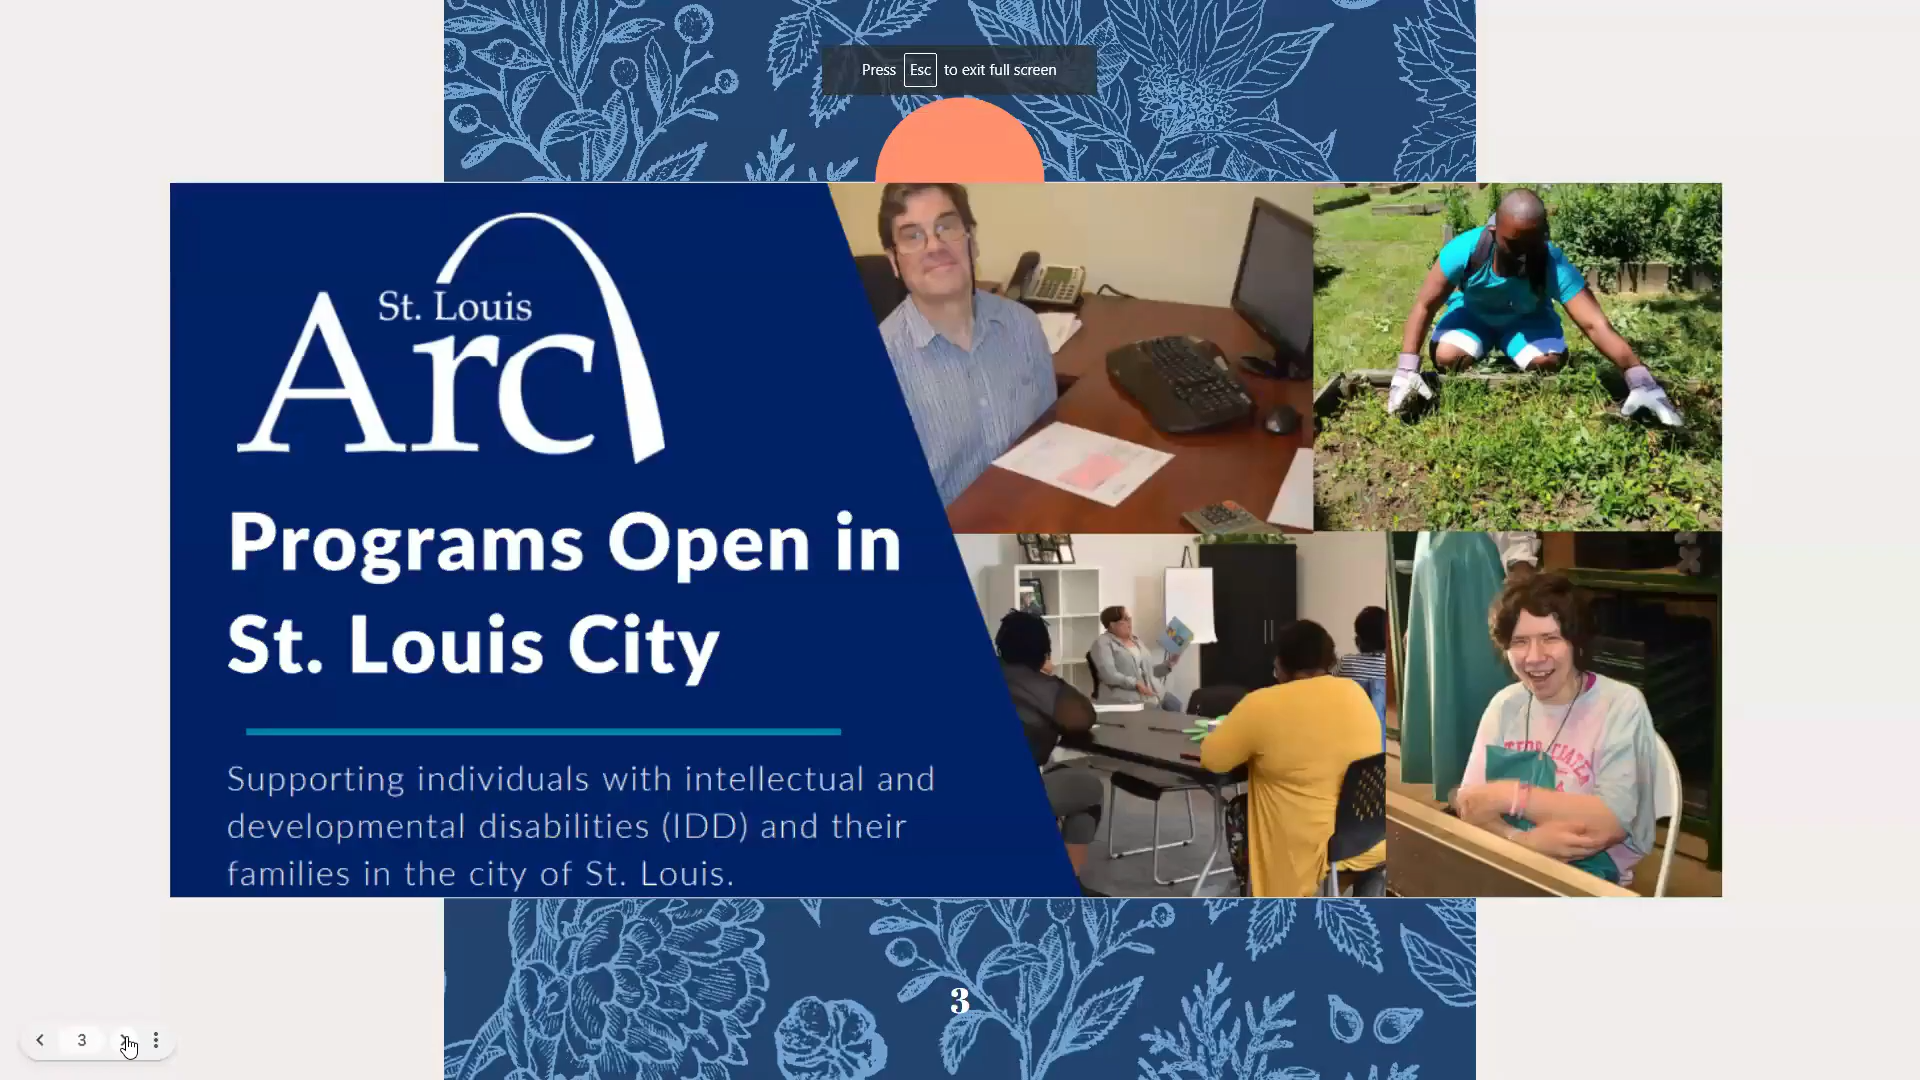 Press Esc to exit full screen
St. Louis
Arc
Programs Open in
St. Louis City
Supporting individuals with intellectual and
developmental disabilities (IDD) and their
families in the city of St. Louis.
3
3